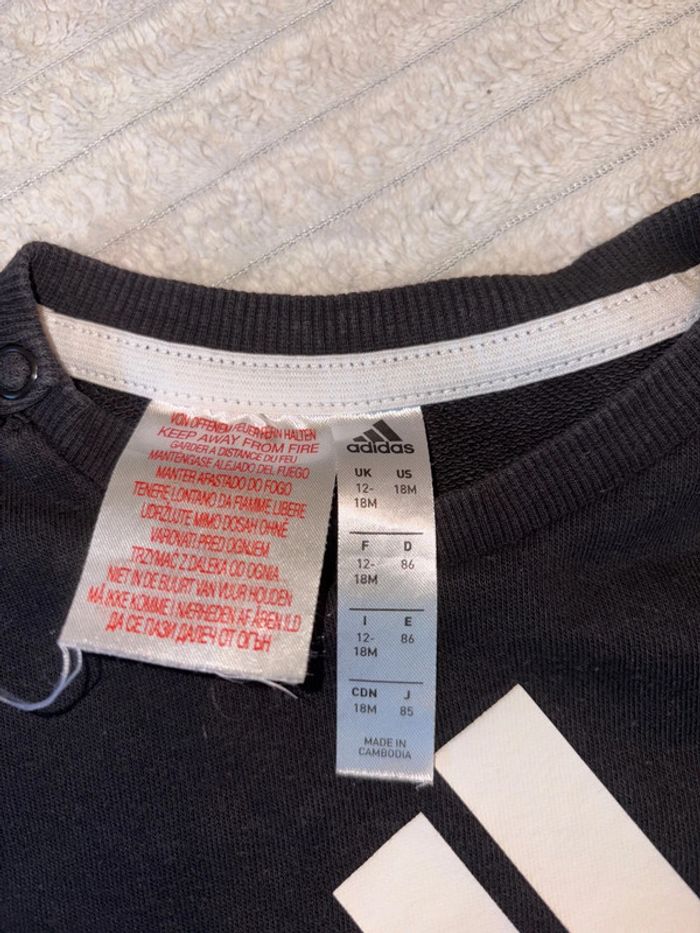 VON OFFENEM FEUER FERN HALTEN
KEEP AWAY FROM FIRE
GARDER A DISTANCE DU FEU
MANTENGASE ALEJADO DEL FUEGO
MANTER AFASTADO DO FOGO
TENERE LONTANO DA FIAMME LIBERE
UDRŽUJTE MIMO DOSAH OHNĚ
VAROVATI PRED OGNJEM
TRZYMAĆ Z DALEKA OD OGNIA
NIET IN DE BUURT VAN VUUR HOUDEN
MÅ IKKE KOMME I NÆRHEDEN AF ÅBEN ILD
ДА СЕ ПАЗИ ДАЛЕЧ ОТ ОГЪН
adidas
UK US
12- 18M
18M
F D
12- 86
18M
I E
12- 86
18M
CDN J
18M 85
MADE IN
CAMBODIA